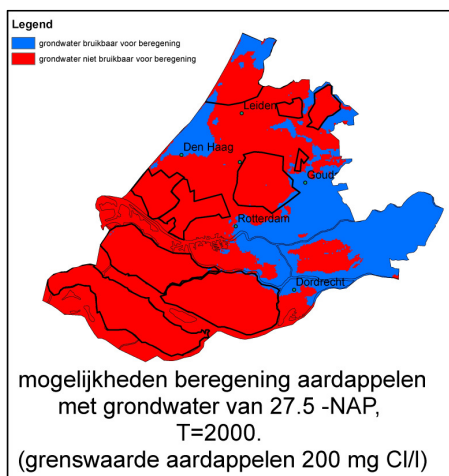 Legend
grondwater bruikbaar voor beregening
grondwater niet bruikbaar voor beregening
Leiden
Den Haag
Goud
Rotterdam
Dordrecht
mogelijkheden beregening aardappelen
met grondwater van 27.5 -NAP,
T=2000.
(grenswaarde aardappelen 200 mg Cl/l)